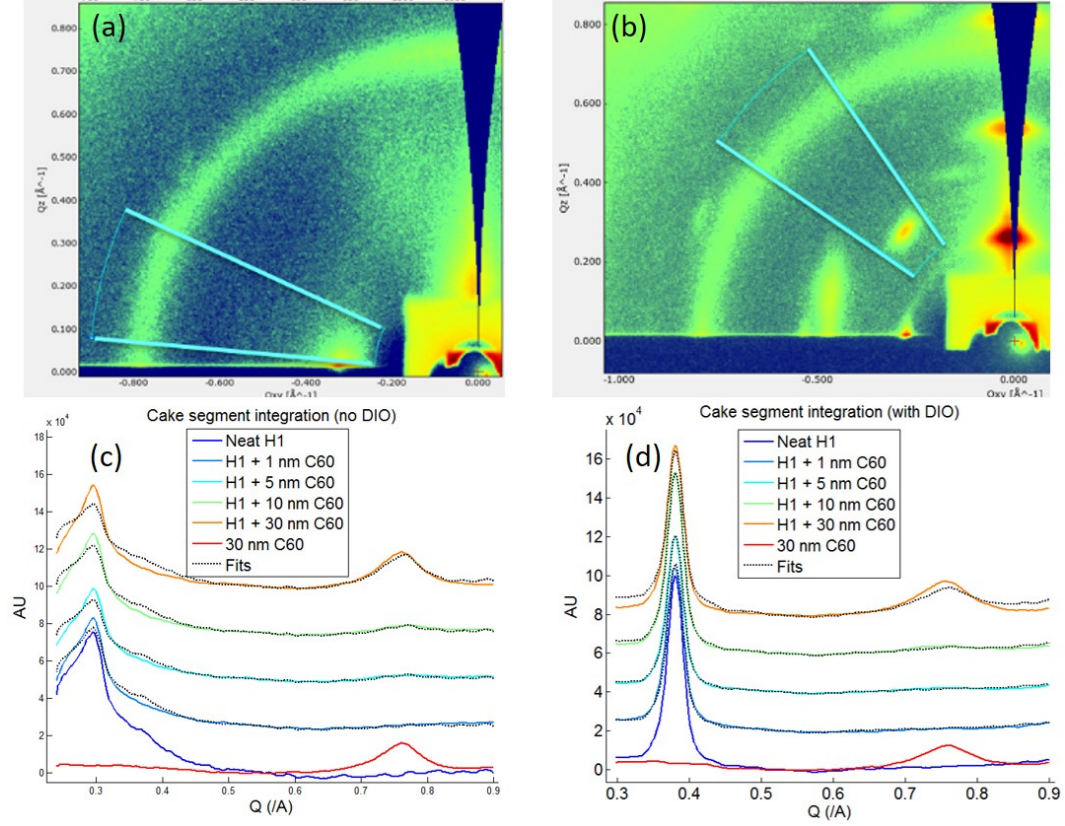 (a)
0.800
0.700
0.600
0.500
0.400
0.300
0.200
0.100
0.000
Qz [Å^-1]
-0.800
-0.600
-0.400
-0.200
0.000
Qxy [Å^-1]
(b)
0.800
0.600
0.400
0.200
0.000
Qz [Å^-1]
-1.000
-0.500
0.000
Qxy [Å^-1]
Cake segment integration (no DIO)
x 10⁴
(c)
Neat H1
H1 + 1 nm C60
H1 + 5 nm C60
H1 + 10 nm C60
H1 + 30 nm C60
30 nm C60
Fits
18
16
14
12
10
8
6
4
2
0
AU
0.3
0.4
0.5
0.6
0.7
0.8
0.9
Q (/A)
Cake segment integration (with DIO)
x 10⁴
(d)
Neat H1
H1 + 1 nm C60
H1 + 5 nm C60
H1 + 10 nm C60
H1 + 30 nm C60
30 nm C60
Fits
16
14
12
10
8
6
4
2
0
AU
0.3
0.4
0.5
0.6
0.7
0.8
0.9
Q (/A)